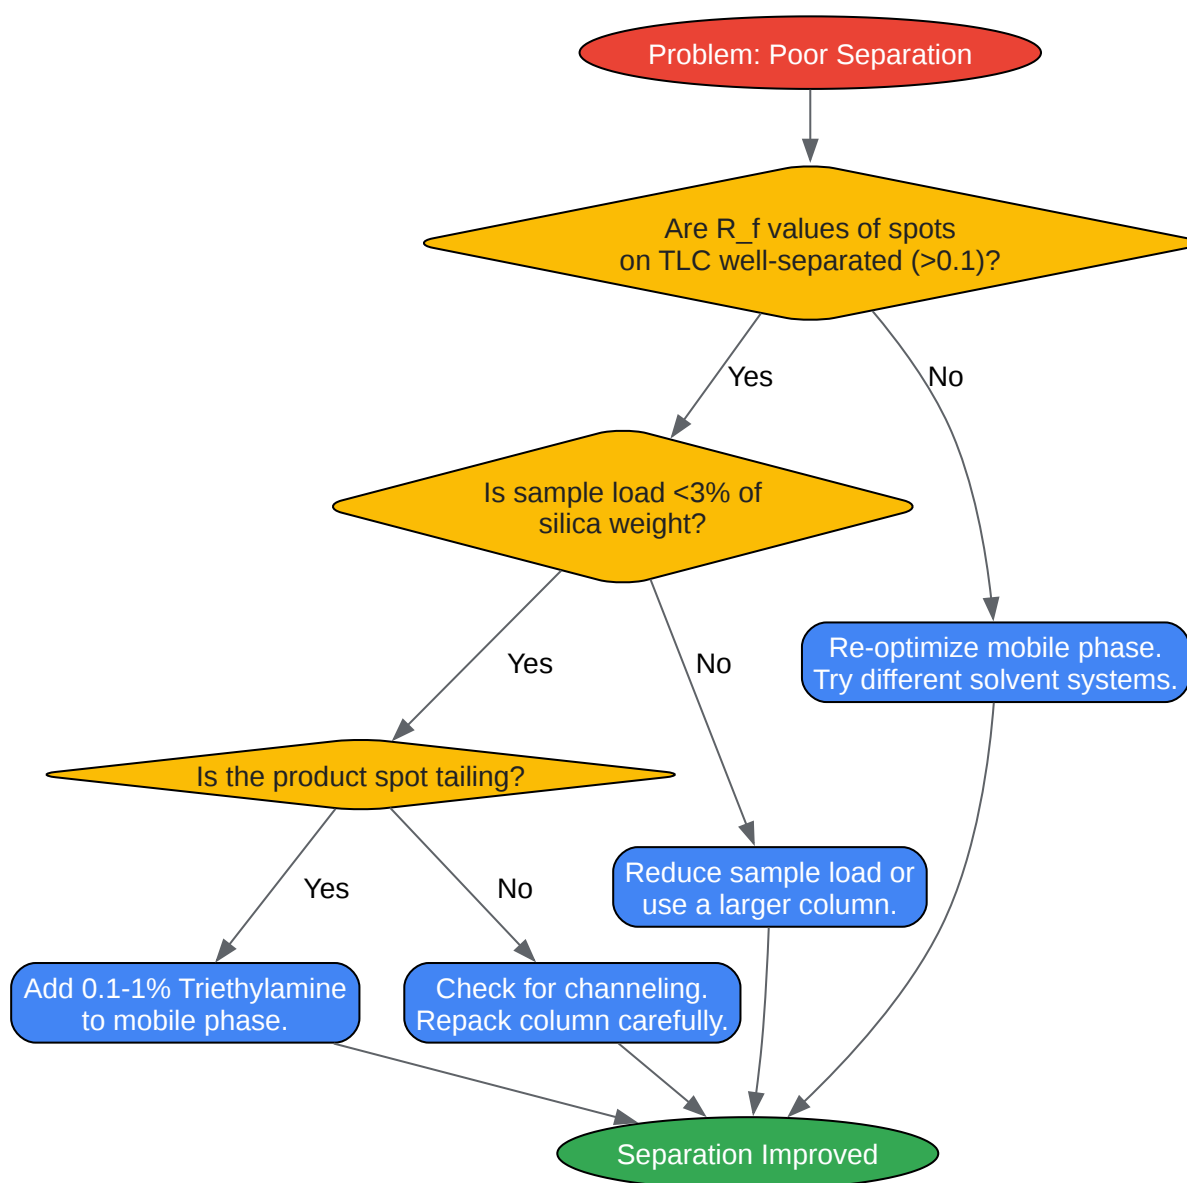 Problem: Poor Separation
Are R_f values of spots
on TLC well-separated (>0.1)?
Yes
No
Is sample load <3% of
silica weight?
Yes
No
Re-optimize mobile phase.
Try different solvent systems.
Is the product spot tailing?
Yes
No
Reduce sample load or
use a larger column.
Add 0.1-1% Triethylamine
to mobile phase.
Check for channeling.
Repack column carefully.
Separation Improved